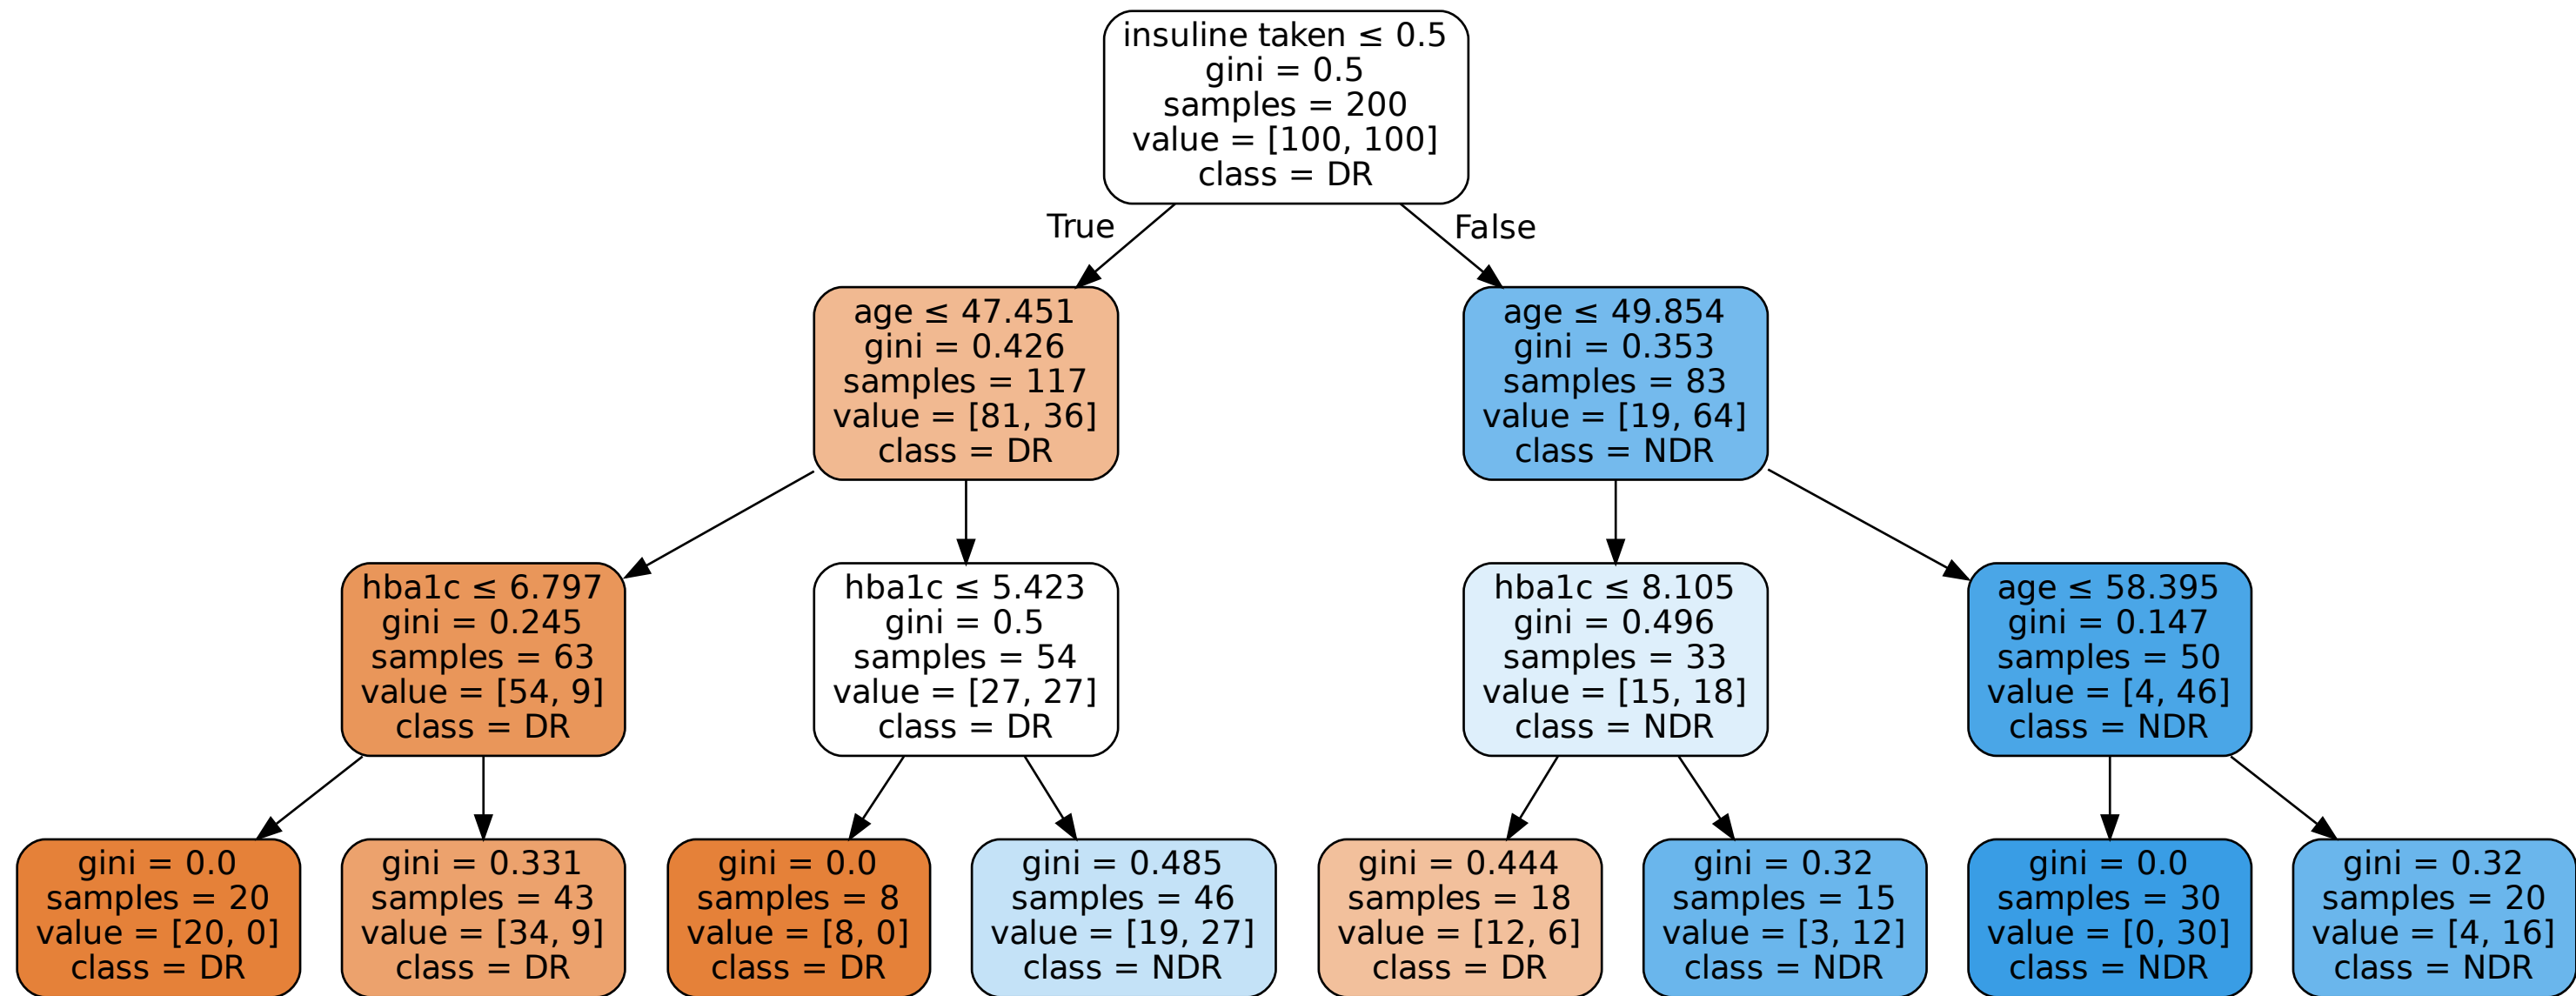 insuline taken ≤ 0.5
gini = 0.5
samples = 200
value = [100, 100]
class = DR
True
False
age ≤ 47.451
gini = 0.426
samples = 117
value = [81, 36]
class = DR
age ≤ 49.854
gini = 0.353
samples = 83
value = [19, 64]
class = NDR
hba1c ≤ 6.797
gini = 0.245
samples = 63
value = [54, 9]
class = DR
hba1c ≤ 5.423
gini = 0.5
samples = 54
value = [27, 27]
class = DR
hba1c ≤ 8.105
gini = 0.496
samples = 33
value = [15, 18]
class = NDR
age ≤ 58.395
gini = 0.147
samples = 50
value = [4, 46]
class = NDR
gini = 0.0
samples = 20
value = [20, 0]
class = DR
gini = 0.331
samples = 43
value = [34, 9]
class = DR
gini = 0.0
samples = 8
value = [8, 0]
class = DR
gini = 0.485
samples = 46
value = [19, 27]
class = NDR
gini = 0.444
samples = 18
value = [12, 6]
class = DR
gini = 0.32
samples = 15
value = [3, 12]
class = NDR
gini = 0.0
samples = 30
value = [0, 30]
class = NDR
gini = 0.32
samples = 20
value = [4, 16]
class = NDR